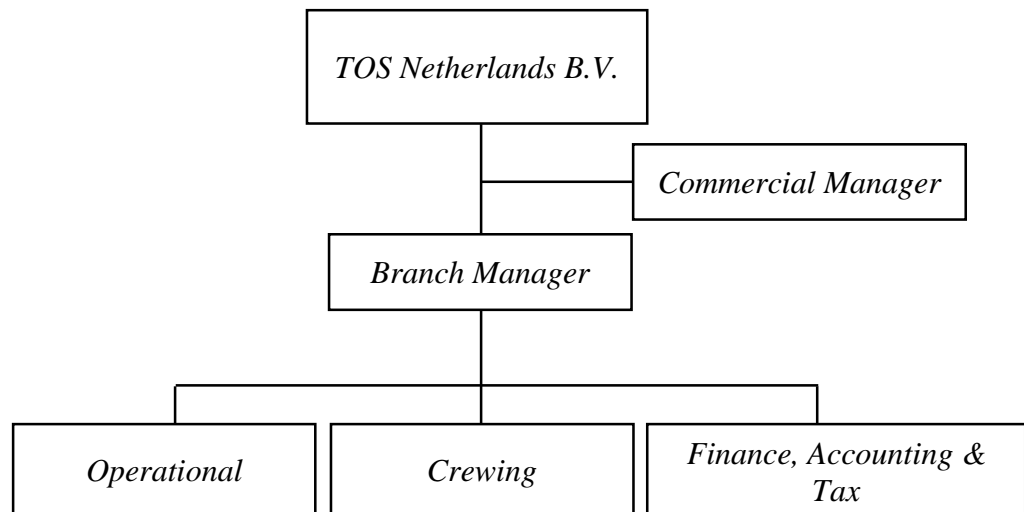 TOS Netherlands B.V.
Commercial Manager
Branch Manager
Operational
Crewing
Finance, Accounting &
Tax